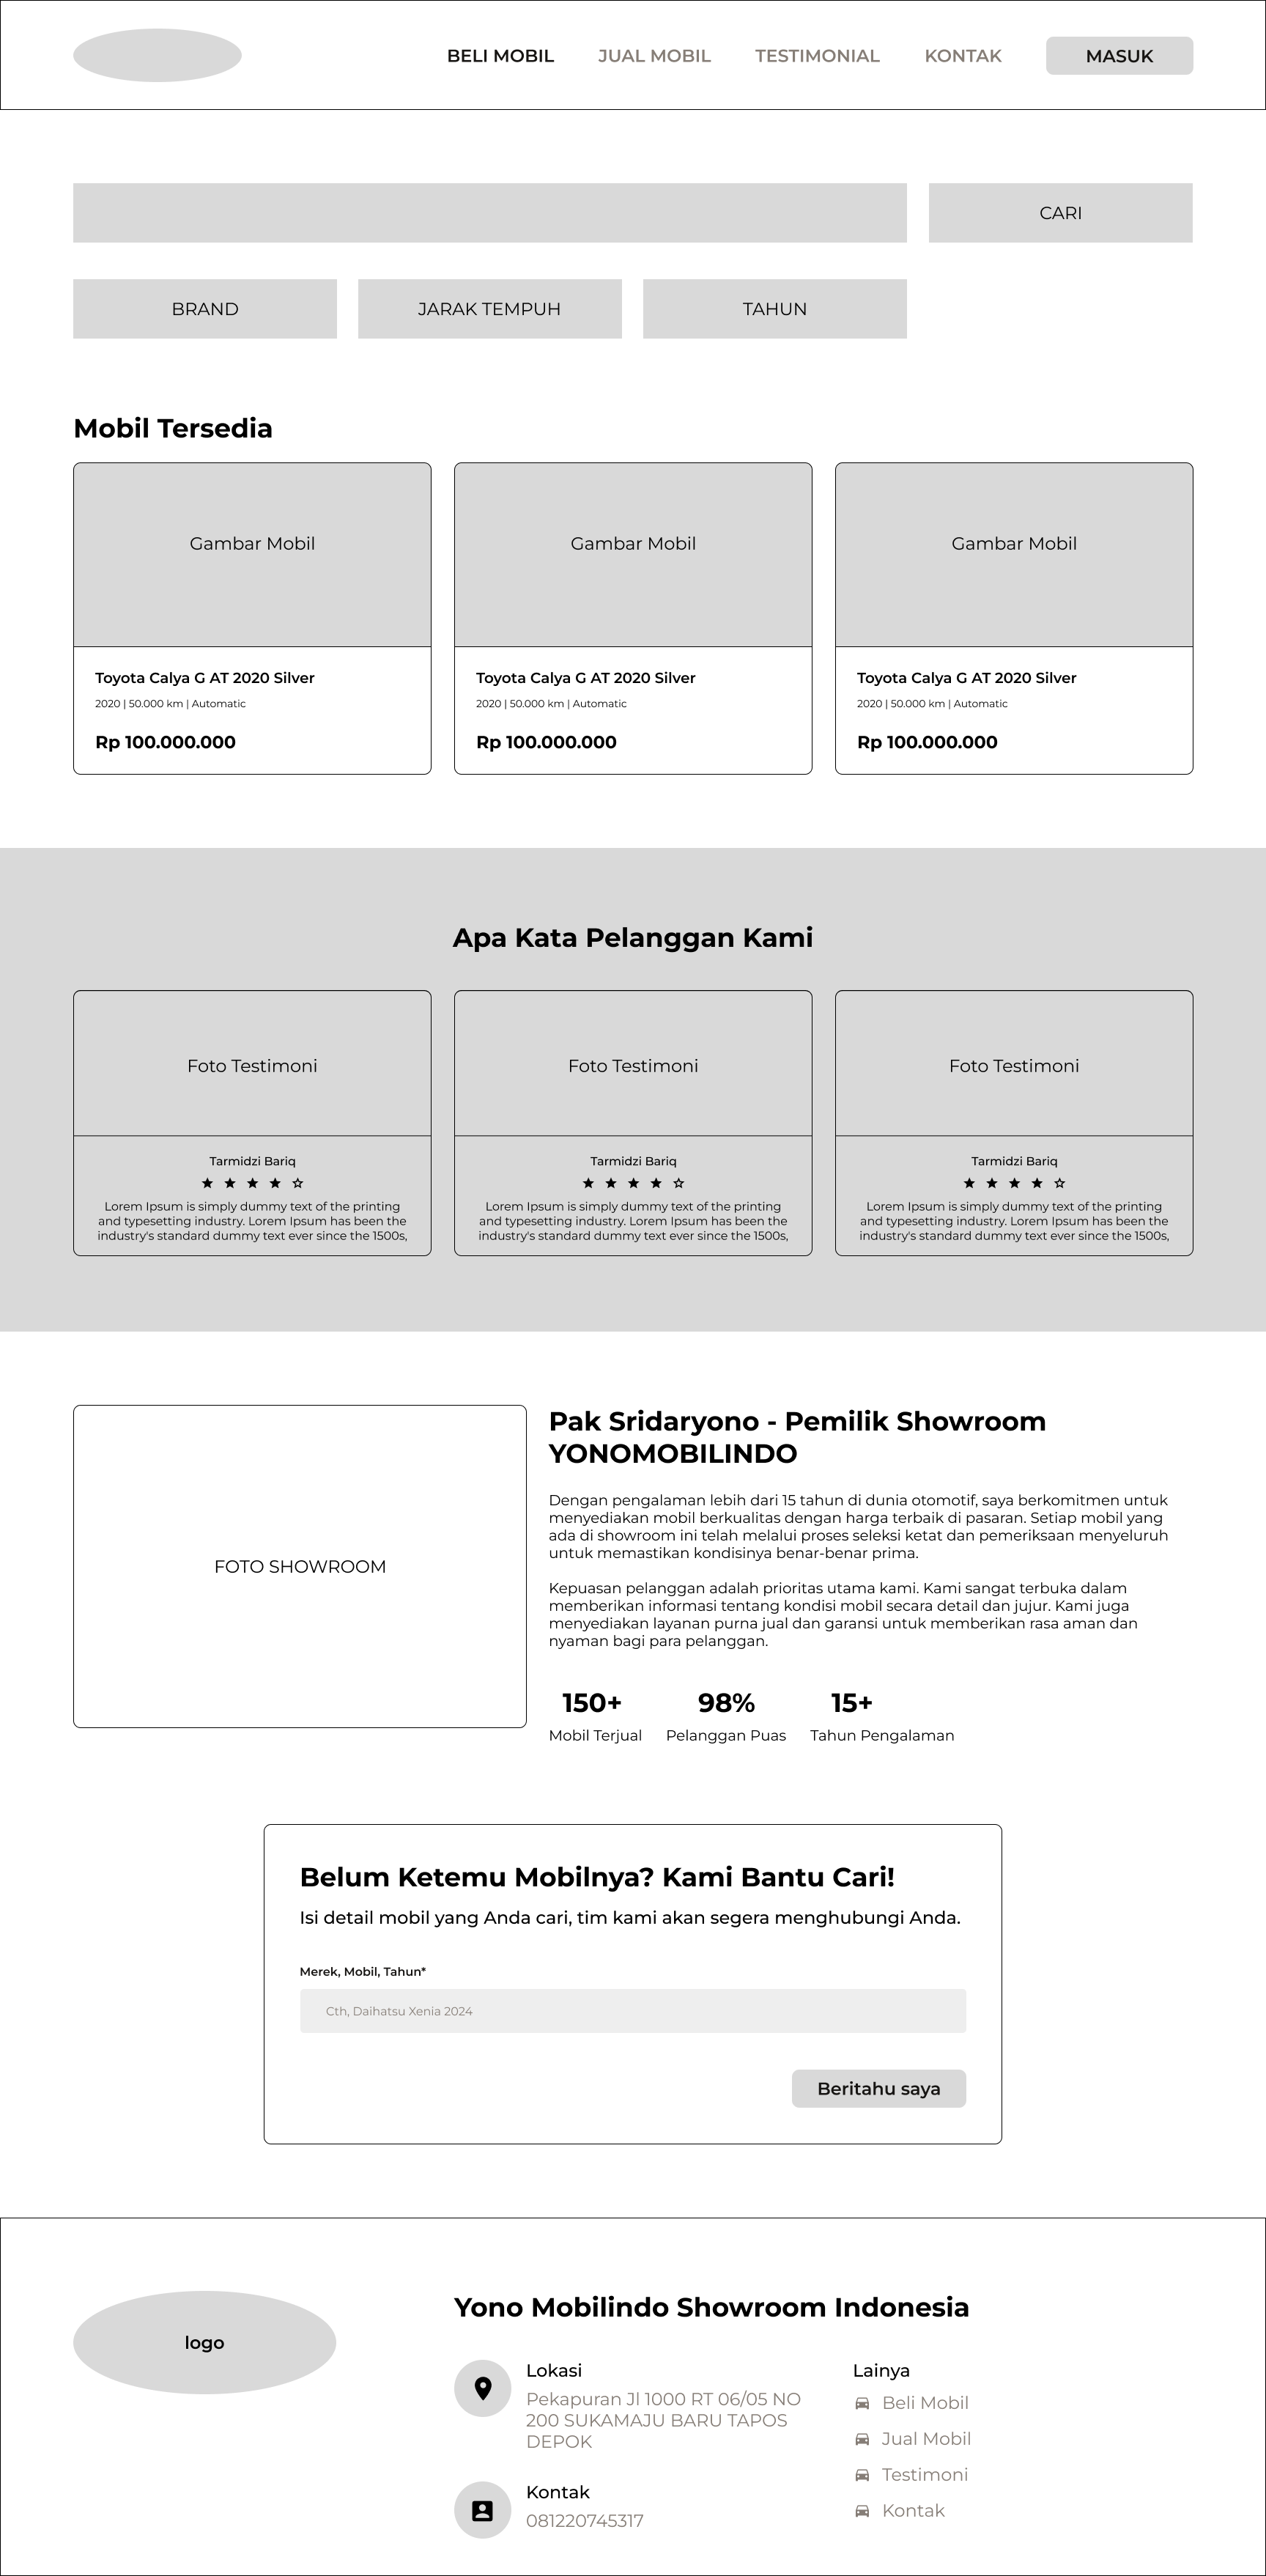 BELI MOBIL JUAL MOBIL TESTIMONIAL KONTAK MASUK
CARI
BRAND JARAK TEMPUH TAHUN
Mobil Tersedia
Gambar Mobil
Toyota Calya G AT 2020 Silver
2020 | 50.000 km | Automatic
Rp 100.000.000
Gambar Mobil
Toyota Calya G AT 2020 Silver
2020 | 50.000 km | Automatic
Rp 100.000.000
Gambar Mobil
Toyota Calya G AT 2020 Silver
2020 | 50.000 km | Automatic
Rp 100.000.000
Apa Kata Pelanggan Kami
Foto Testimoni
Tarmidzi Bariq
Lorem Ipsum is simply dummy text of the printing
and typesetting industry. Lorem Ipsum has been the
industry's standard dummy text ever since the 1500s,
Foto Testimoni
Tarmidzi Bariq
Lorem Ipsum is simply dummy text of the printing
and typesetting industry. Lorem Ipsum has been the
industry's standard dummy text ever since the 1500s,
Foto Testimoni
Tarmidzi Bariq
Lorem Ipsum is simply dummy text of the printing
and typesetting industry. Lorem Ipsum has been the
industry's standard dummy text ever since the 1500s,
FOTO SHOWROOM
Pak Sridaryono - Pemilik Showroom
YONOMOBILINDO
Dengan pengalaman lebih dari 15 tahun di dunia otomotif, saya berkomitmen untuk
menyediakan mobil berkualitas dengan harga terbaik di pasaran. Setiap mobil yang
ada di showroom ini telah melalui proses seleksi ketat dan pemeriksaan menyeluruh
untuk memastikan kondisinya benar-benar prima.
Kepuasan pelanggan adalah prioritas utama kami. Kami sangat terbuka dalam
memberikan informasi tentang kondisi mobil secara detail dan jujur. Kami juga
menyediakan layanan purna jual dan garansi untuk memberikan rasa aman dan
nyaman bagi para pelanggan.
150+ 98% 15+
Mobil Terjual Pelanggan Puas Tahun Pengalaman
Belum Ketemu Mobilnya? Kami Bantu Cari!
Isi detail mobil yang Anda cari, tim kami akan segera menghubungi Anda.
Merek, Mobil, Tahun*
Cth, Daihatsu Xenia 2024
Beritahu saya
logo
Yono Mobilindo Showroom Indonesia
Lokasi
Pekapuran Jl 1000 RT 06/05 NO
200 SUKAMAJU BARU TAPOS
DEPOK
Kontak
081220745317
Lainya
Beli Mobil
Jual Mobil
Testimoni
Kontak